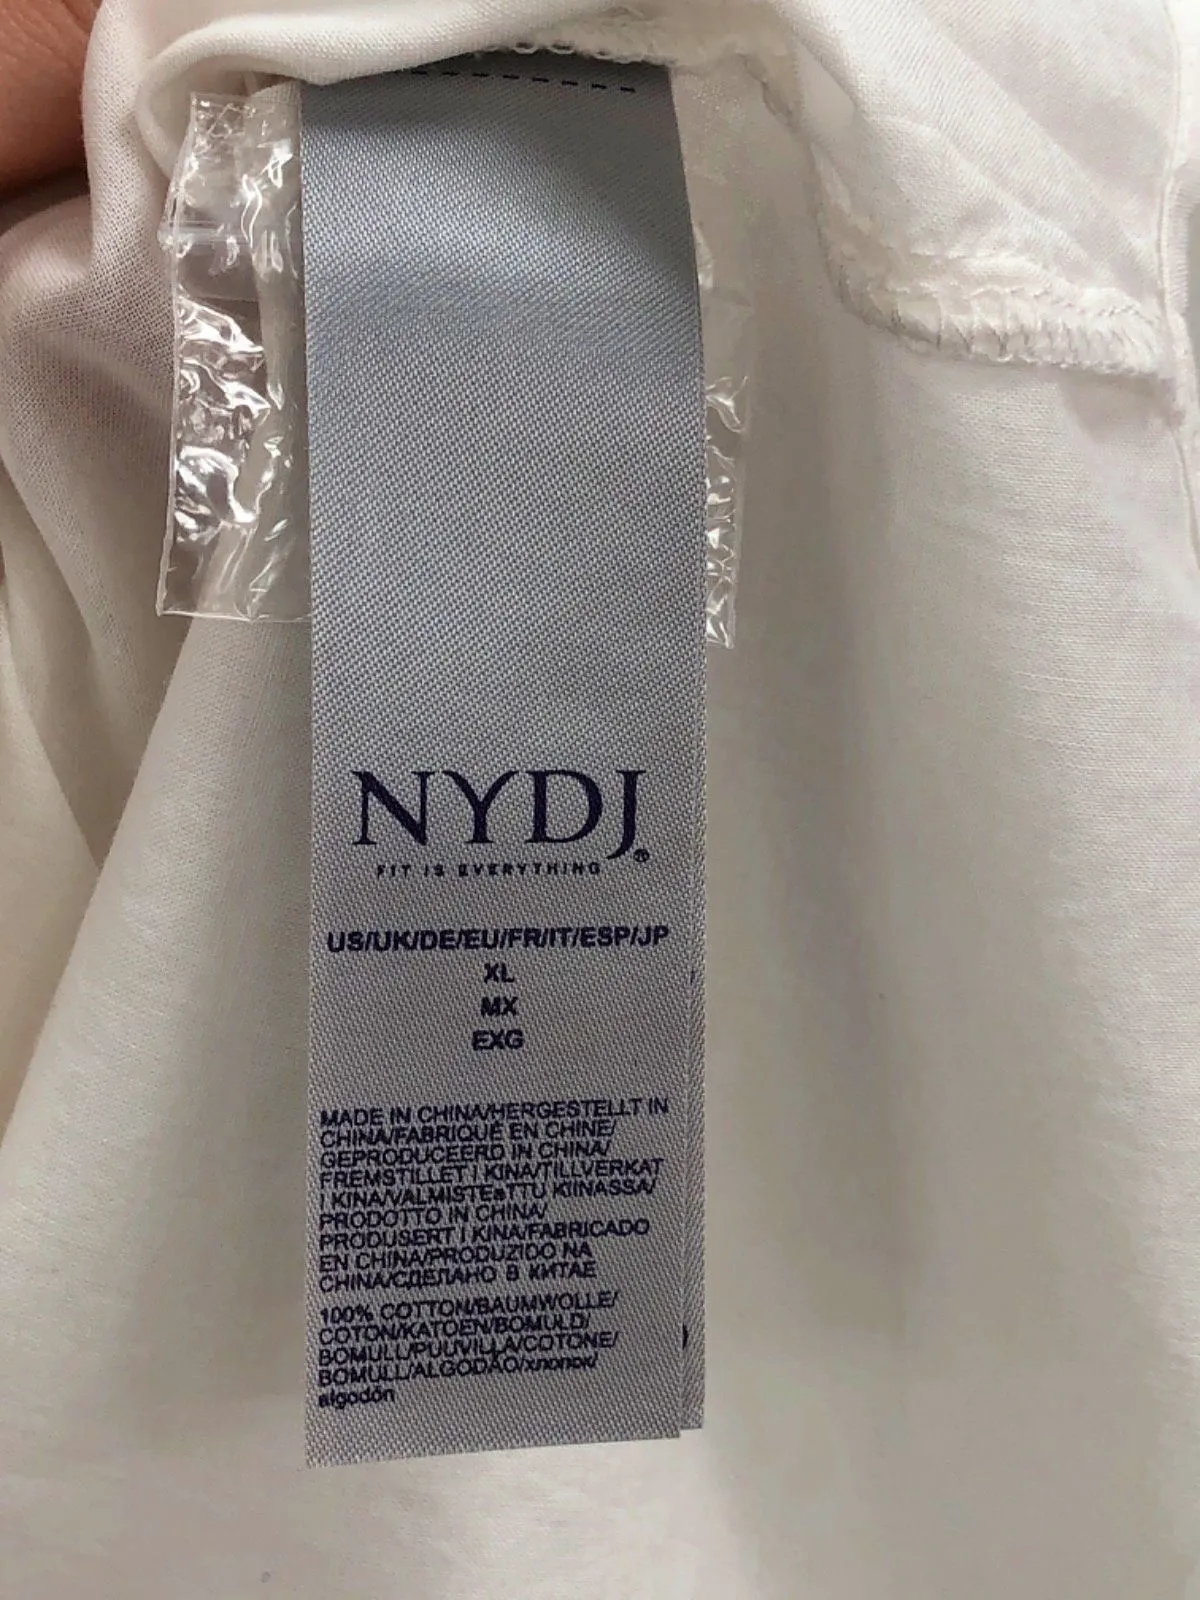 NYDJ®
FIT IS EVERYTHING
US/UK/DE/EU/FR/IT/ESP/JP
XL
MX
EXG
MADE IN CHINA/HERGESTELLT IN
CHINA/FABRIQUÉ EN CHINE/
GEPRODUCEERD IN CHINA/
FREMSTILLET I KINA/TILLVERKAT
I KINA/VALMISTEaTTU KIINASSA/
PRODOTTO IN CHINA/
PRODUSERT I KINA/FABRICADO
EN CHINA/PRODUZIDO NA
CHINA/СДЕЛАНО В КИТАЕ
100% COTTON/BAUMWOLLE/
COTON/KATOEN/BOMULD/
BOMULL/PUUVILLA/COTONE/
BOMULL/ALGODÃO/хлопок/
algodón